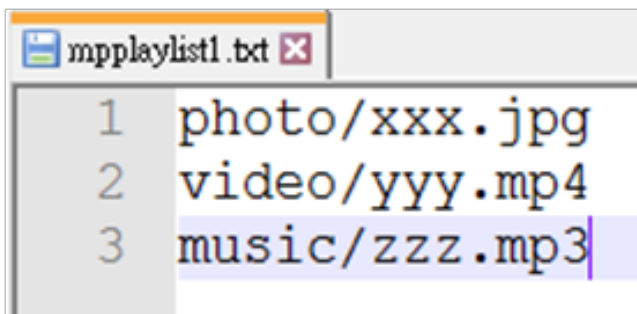 mpplaylist1.txt
1 photo/xxx.jpg
2 video/yyy.mp4
3 music/zzz.mp3